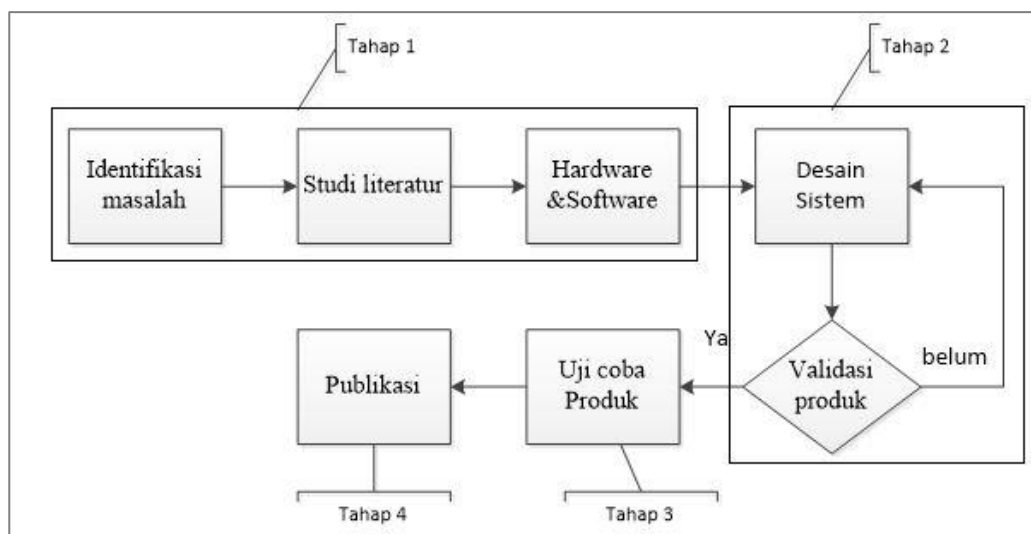 Tahap 1
Tahap 2
Identifikasi
masalah
Studi literatur
Hardware
&Software
Desain
Sistem
Ya
belum
Publikasi
Uji coba
Produk
Validasi
produk
Tahap 4
Tahap 3